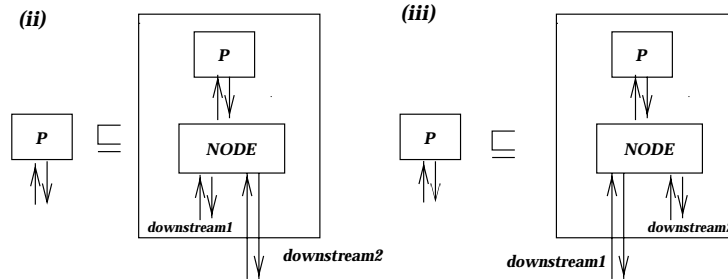 (ii)
P
P
NODE
downstream1
downstream2
(iii)
P
P
NODE
downstream1